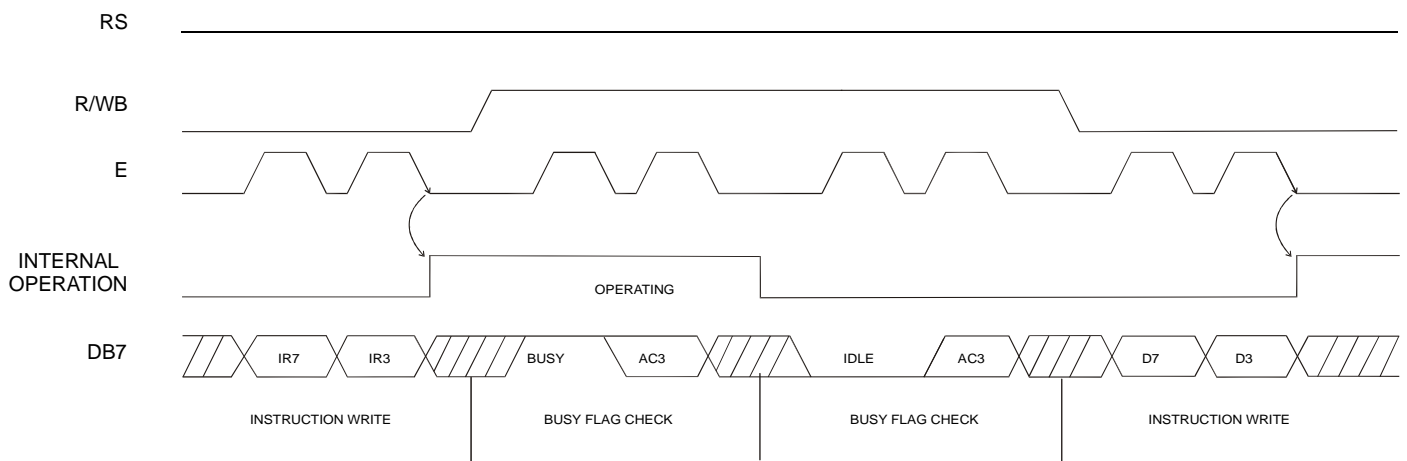 RS
R/WB
E
INTERNAL
OPERATION
OPERATING
DB7
IR7
IR3
BUSY
AC3
IDLE
AC3
D7
D3
INSTRUCTION WRITE
BUSY FLAG CHECK
BUSY FLAG CHECK
INSTRUCTION WRITE